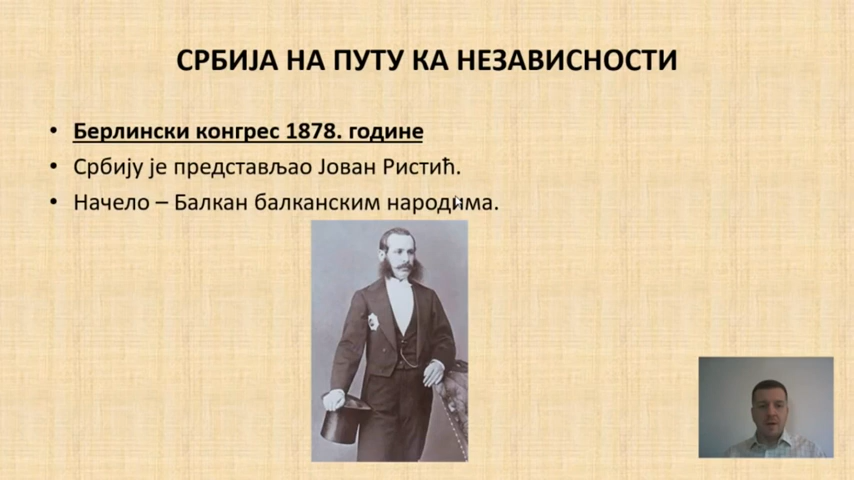 СРБИЈА НА ПУТУ КА НЕЗАВИСНОСТИ
• Берлински конгрес 1878. године
• Србију је представљао Јован Ристић.
• Начело – Балкан балканским народима.